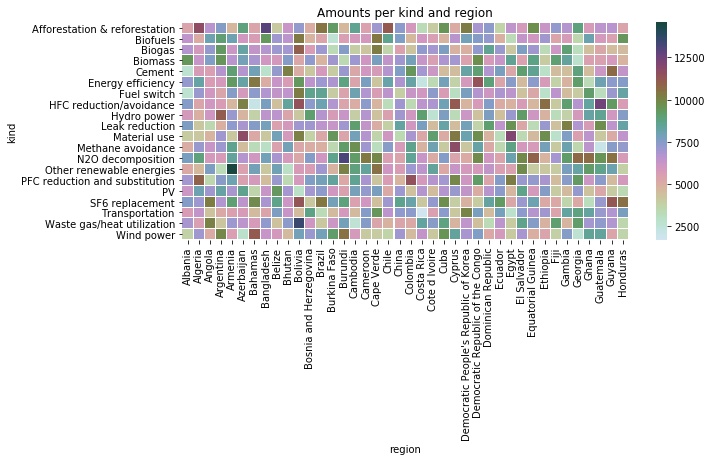 Amounts per kind and region
kind
Afforestation & reforestation
Biofuels
Biogas
Biomass
Cement
Energy efficiency
Fuel switch
HFC reduction/avoidance
Hydro power
Leak reduction
Material use
Methane avoidance
N2O decomposition
Other renewable energies
PFC reduction and substitution
PV
SF6 replacement
Transportation
Waste gas/heat utilization
Wind power
12500
10000
7500
5000
2500
Albania
Algeria
Angola
Argentina
Armenia
Azerbaijan
Bahamas
Bangladesh
Belize
Bhutan
Bolivia
Bosnia and Herzegovina
Brazil
Burkina Faso
Burundi
Cambodia
Cameroon
Cape Verde
Chile
China
Colombia
Costa Rica
Cote d Ivoire
Cuba
Cyprus
Democratic People's Republic of Korea
Democratic Republic of the Congo
Dominican Republic
Ecuador
Egypt
El Salvador
Equatorial Guinea
Ethiopia
Fiji
Gambia
Georgia
Ghana
Guatemala
Guyana
Honduras
region